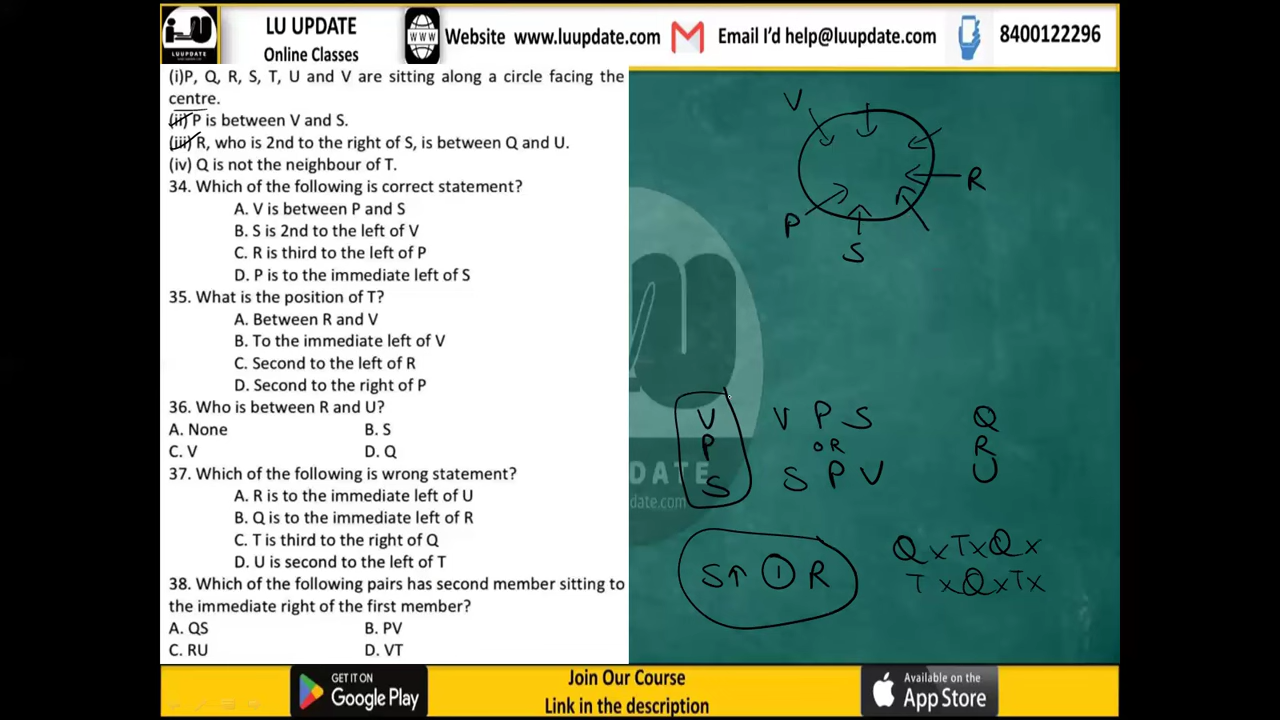 LU UPDATE
Online Classes
Website www.luupdate.com
Email I'd help@luupdate.com
8400122296
LUUPDATE
WWW
(i)P, Q, R, S, T, U and V are sitting along a circle facing the
centre.
(ii) P is between V and S.
(iii) R, who is 2nd to the right of S, is between Q and U.
(iv) Q is not the neighbour of T.
34. Which of the following is correct statement?
A. V is between P and S
B. S is 2nd to the left of V
C. R is third to the left of P
D. P is to the immediate left of S
35. What is the position of T?
A. Between R and V
B. To the immediate left of V
C. Second to the left of R
D. Second to the right of P
36. Who is between R and U?
A. None B. S
C. V D. Q
37. Which of the following is wrong statement?
A. R is to the immediate left of U
B. Q is to the immediate left of R
C. T is third to the right of Q
D. U is second to the left of T
38. Which of the following pairs has second member sitting to
the immediate right of the first member?
A. QS B. PV
C. RU D. VT
V
R
P
S
V
P
S
V P S
OR
S P V
Q
R
U
S↑ 1 R
Q x T x Q x
T x Q x T x
PDATE
ate.com
GET IT ON
Google Play
Join Our Course
Link in the description
Available on the
App Store